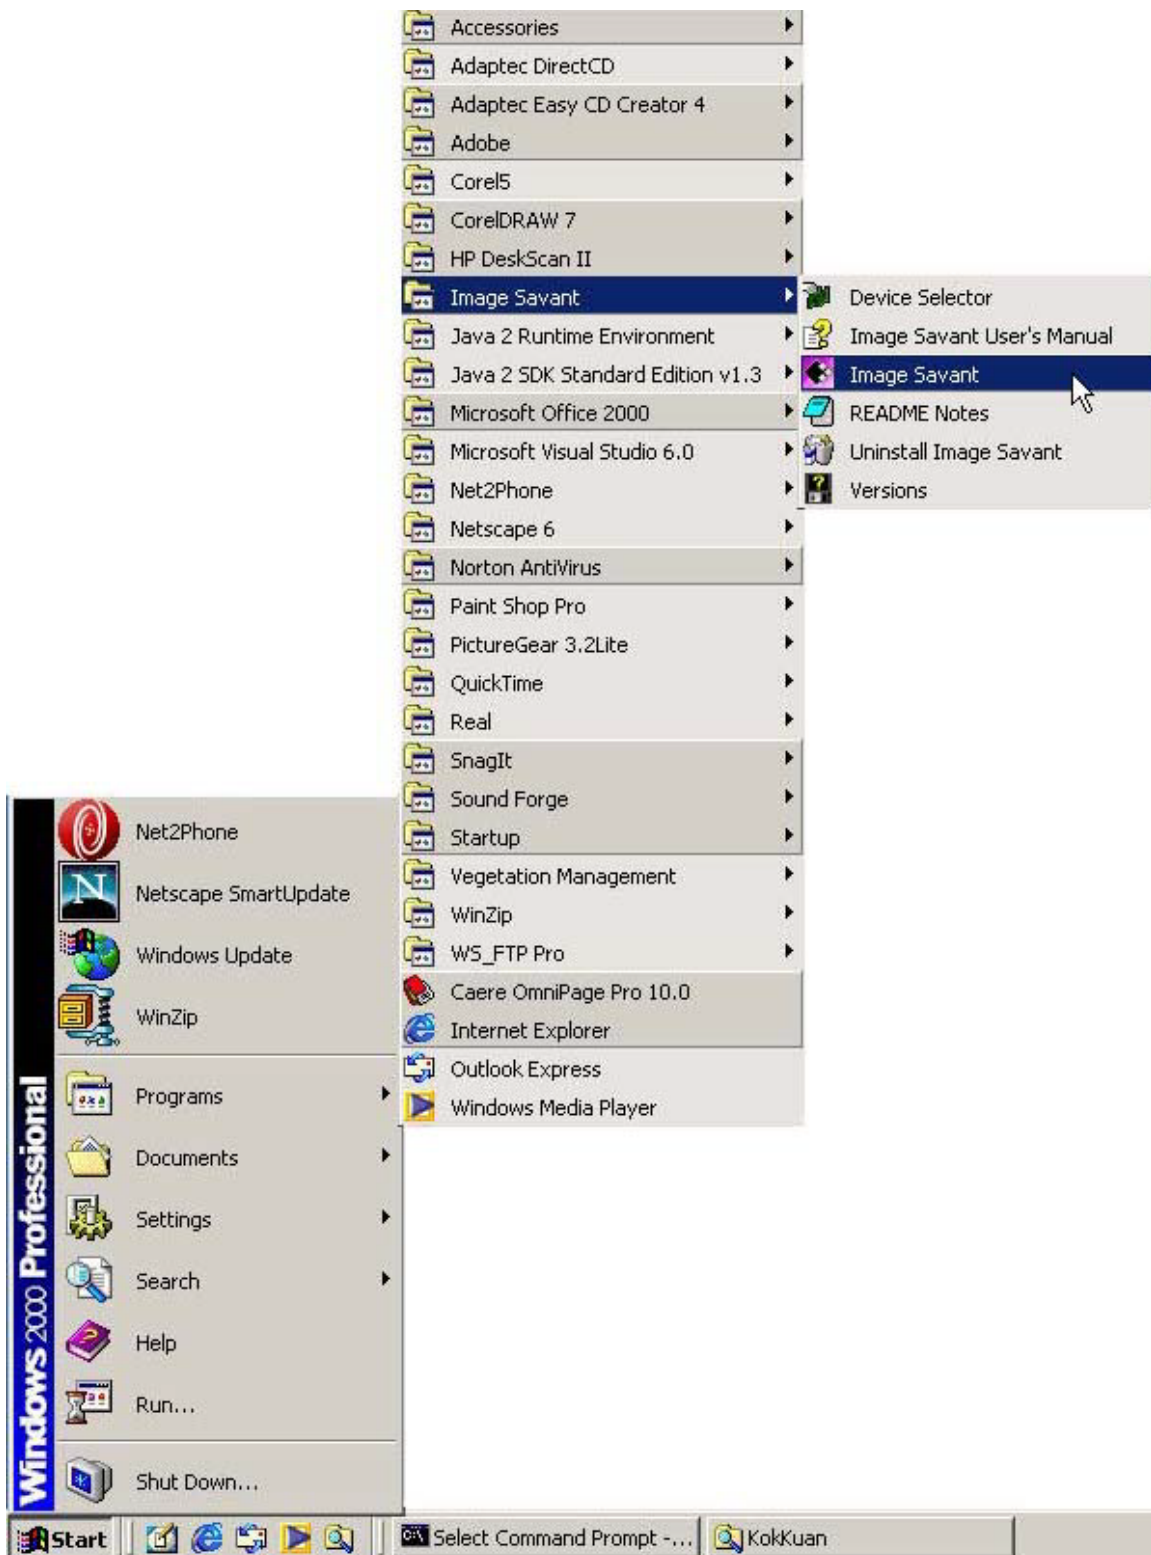 Accessories
Adaptec DirectCD
Adaptec Easy CD Creator 4
Adobe
Corel5
CorelDRAW 7
HP DeskScan II
Image Savant
Java 2 Runtime Environment
Java 2 SDK Standard Edition v1.3
Microsoft Office 2000
Microsoft Visual Studio 6.0
Net2Phone
Netscape 6
Norton AntiVirus
Paint Shop Pro
PictureGear 3.2Lite
QuickTime
Real
SnagIt
Sound Forge
Startup
Vegetation Management
WinZip
WS_FTP Pro
Caere OmniPage Pro 10.0
Internet Explorer
Outlook Express
Windows Media Player
Device Selector
Image Savant User's Manual
Image Savant
README Notes
Uninstall Image Savant
Versions
Net2Phone
Netscape SmartUpdate
Windows Update
WinZip
Programs
Documents
Settings
Search
Help
Run...
Shut Down...
Windows 2000 Professional
Start
Select Command Prompt -...
KokKuan